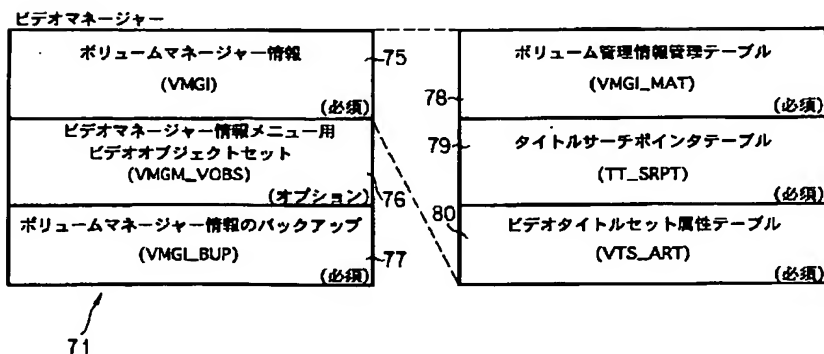 ビデオマネージャー
ボリュームマネージャー情報
(VMGI)
(必須)
75
ビデオマネージャー情報メニュー用
ビデオオブジェクトセット
(VMGM_VOBS)
(オプション)
76
ボリュームマネージャー情報のバックアップ
(VMGI_BUP)
(必須)
77
71
ボリューム管理情報管理テーブル
(VMGI_MAT)
(必須)
78
タイトルサーチポインタテーブル
(TT_SRPT)
(必須)
79
ビデオタイトルセット属性テーブル
(VTS_ART)
(必須)
80